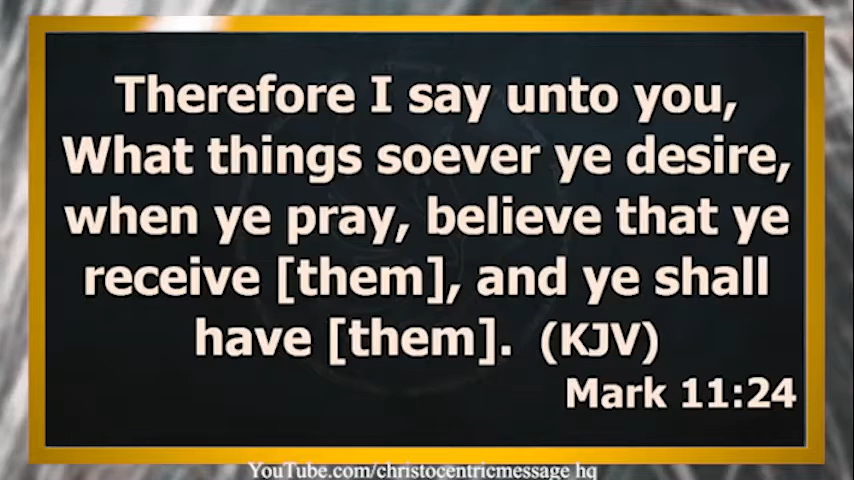 Therefore I say unto you,
What things soever ye desire,
when ye pray, believe that ye
receive [them], and ye shall
have [them]. (KJV)
Mark 11:24
YouTube.com/christocentricmessage hq